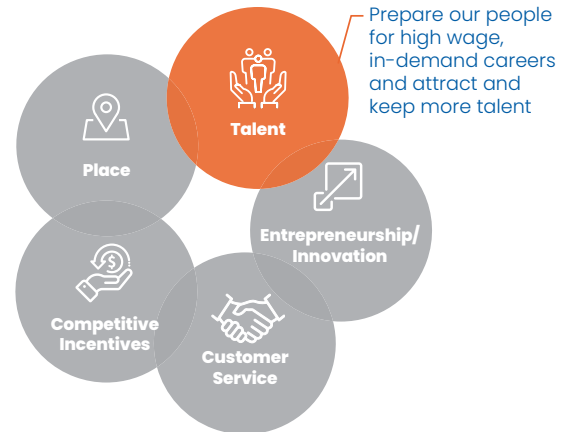 Prepare our people
for high wage,
in-demand careers
and attract and
keep more talent
Talent
Place
Entrepreneurship/
Innovation
$
Competitive
Incentives
Customer
Service